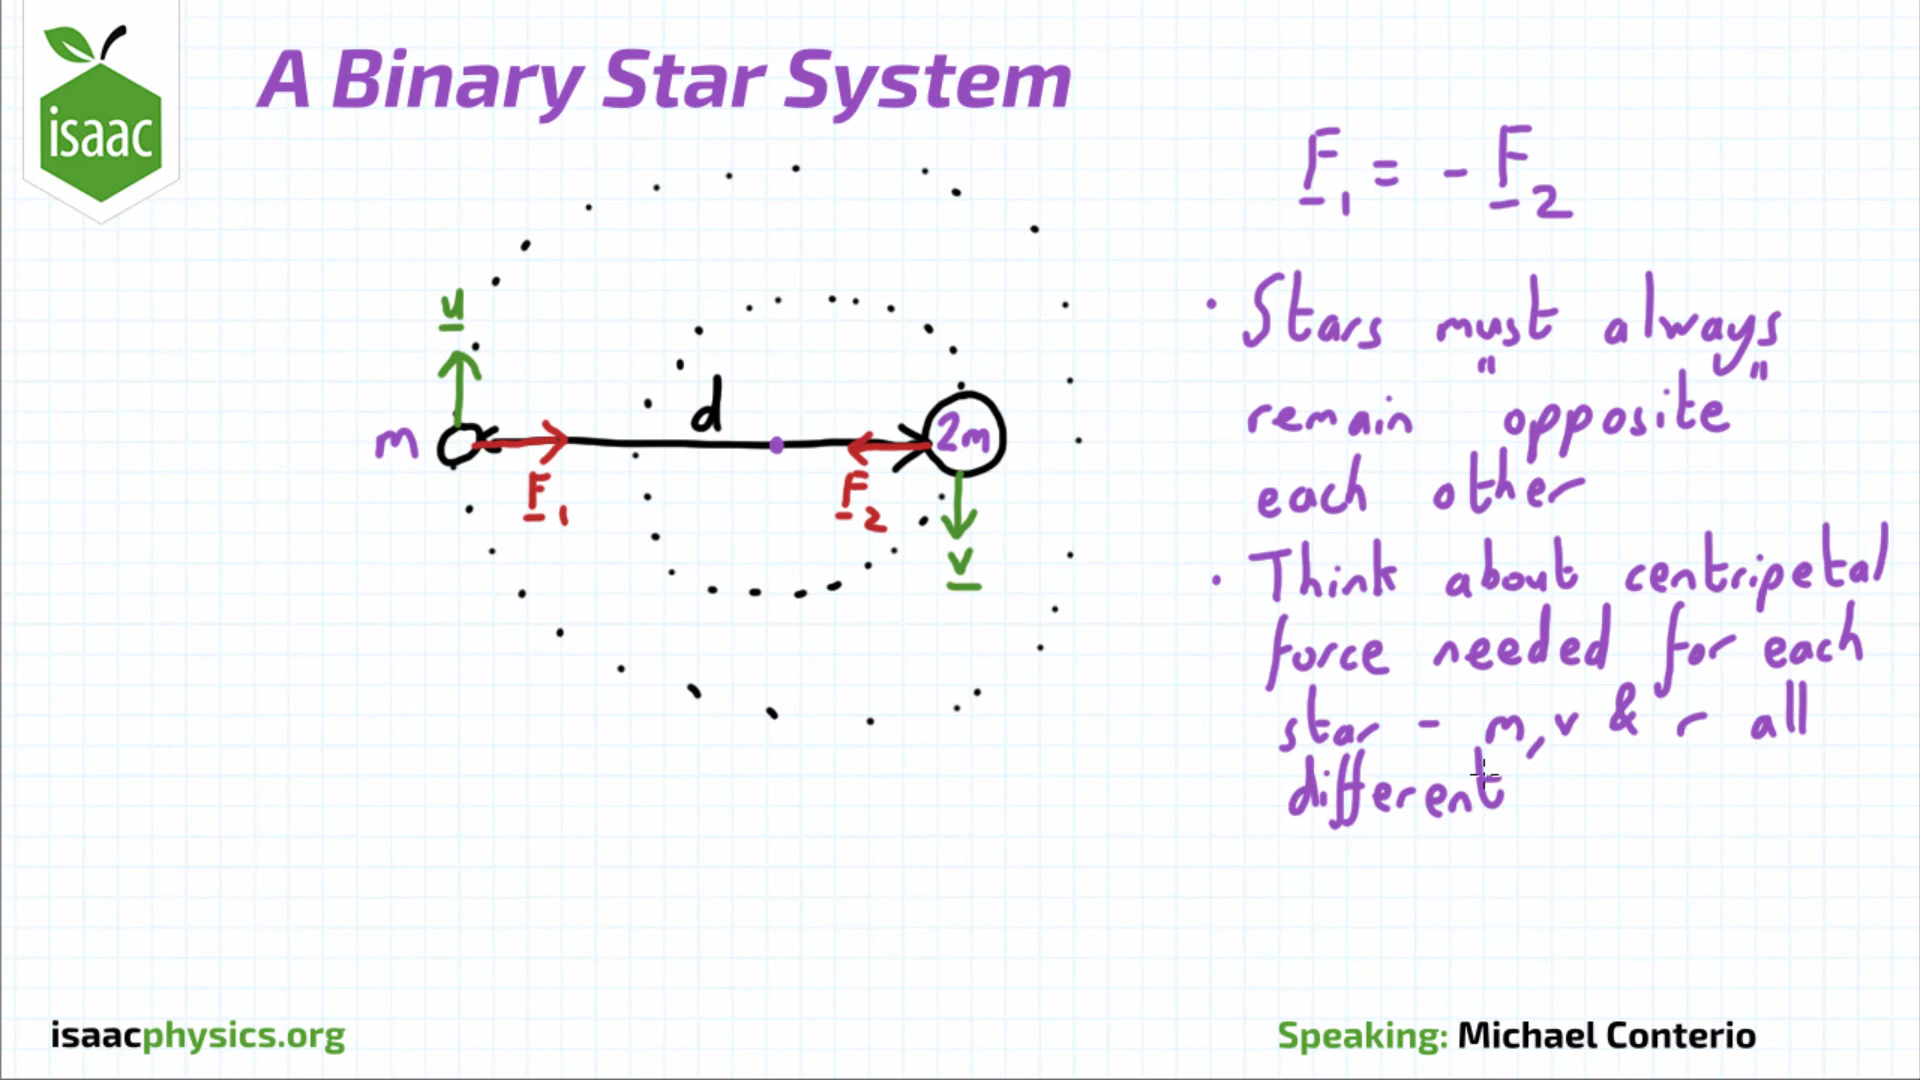 isaac
A Binary Star System
F₁ = - F₂
u
m
d
2m
F₁
F₂
v
· Stars must always
remain "opposite"
each other
· Think about centripetal
force needed for each
star - m, v & r all
different
isaacphysics.org
Speaking: Michael Conterio